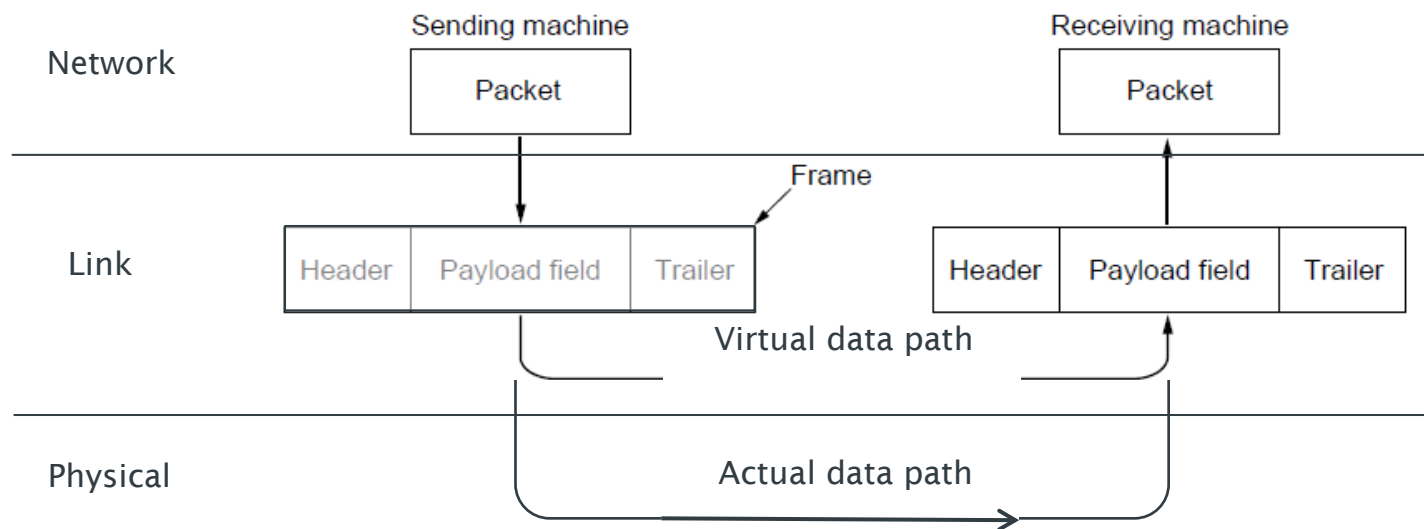 Sending machine
Receiving machine
Network
Packet
Packet
Frame
Link
Header
Payload field
Trailer
Header
Payload field
Trailer
Virtual data path
Physical
Actual data path